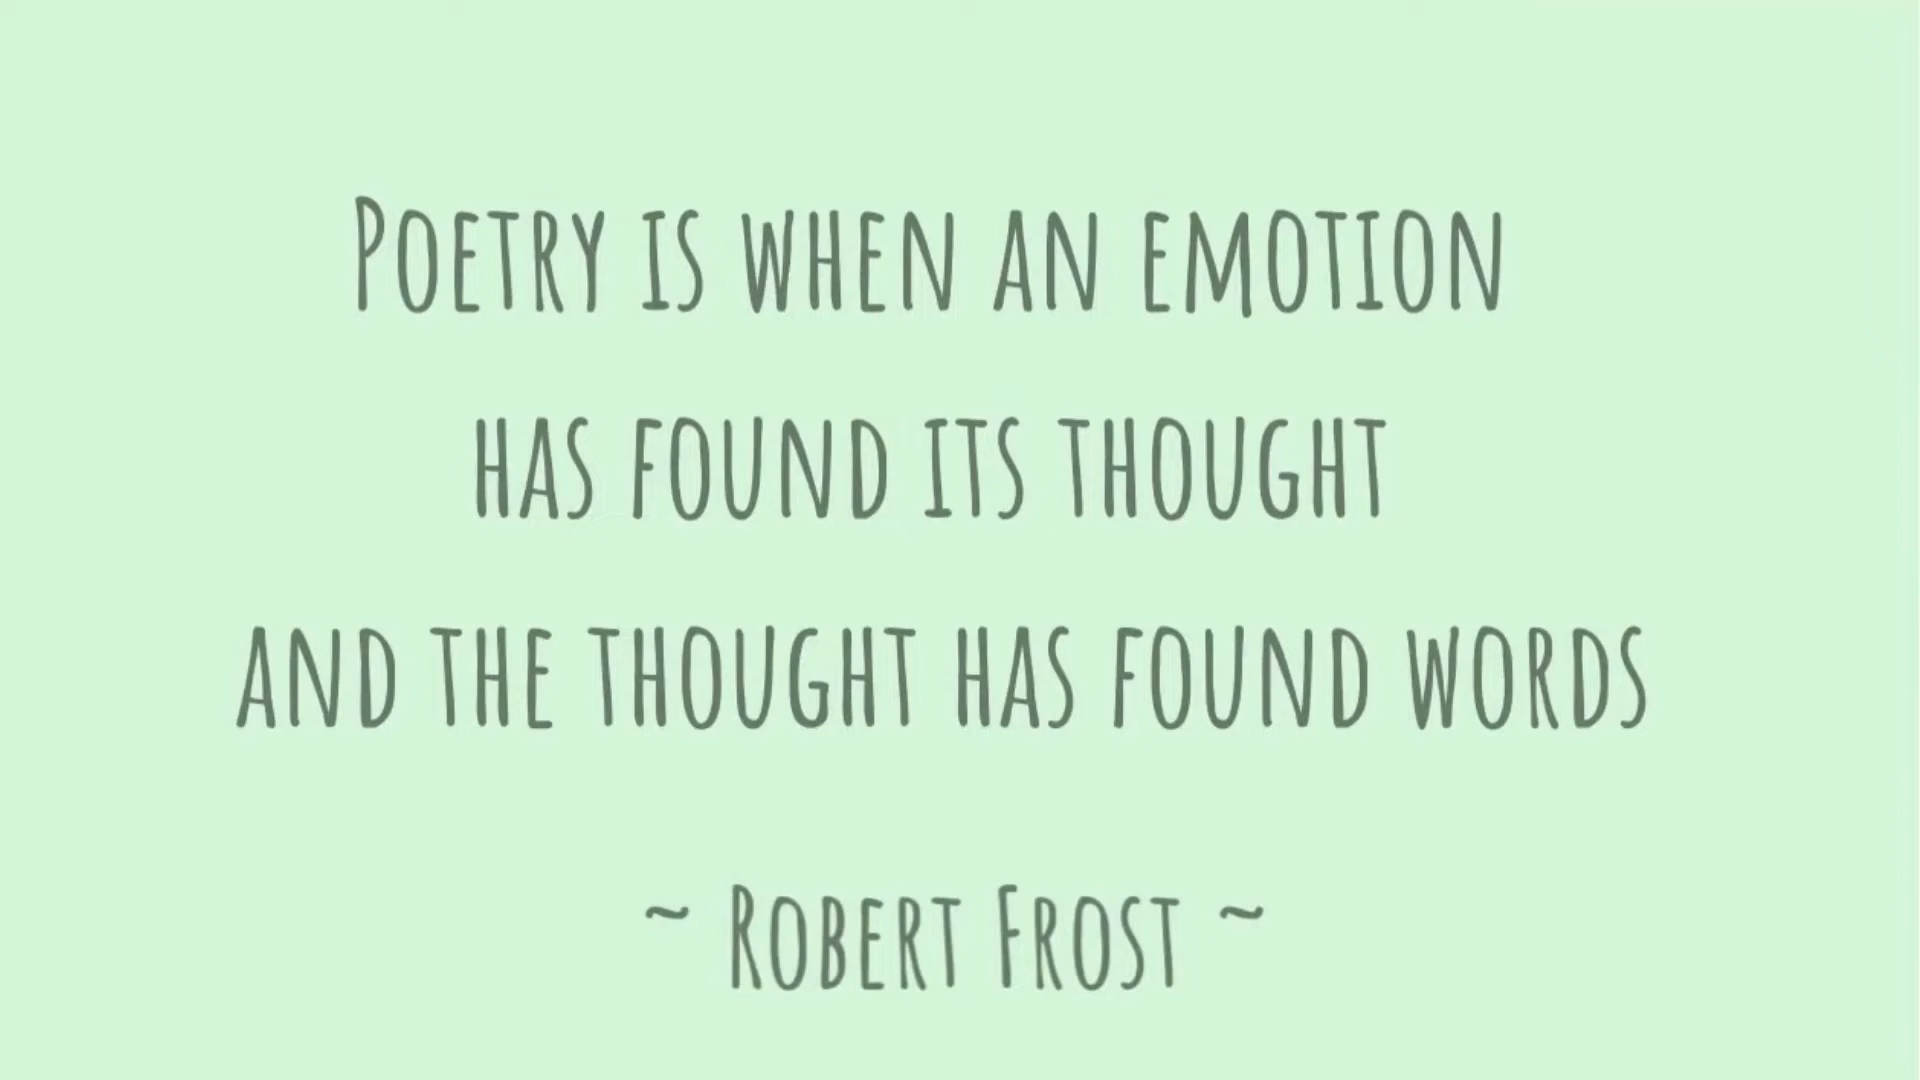 Poetry is when an emotion
has found its thought
and the thought has found words
~ Robert Frost ~